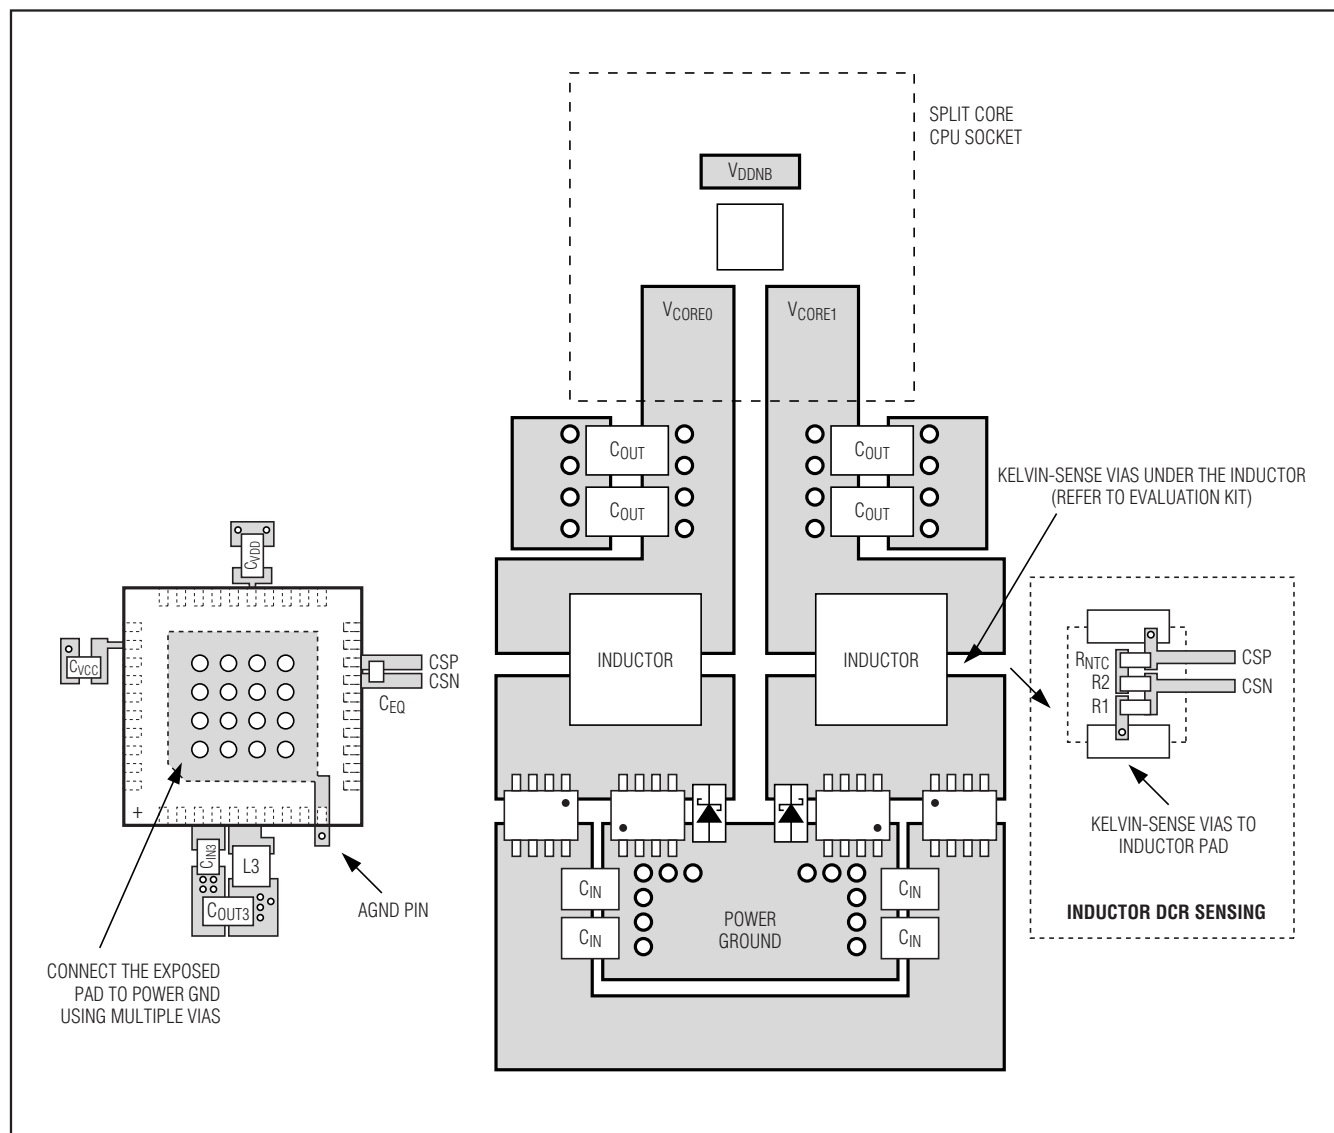 SPLIT CORE
CPU SOCKET
VDDNB
VCORE0
VCORE1
COUT
COUT
COUT
COUT
KELVIN-SENSE VIAS UNDER THE INDUCTOR
(REFER TO EVALUATION KIT)
CVDD
CVCC
CSP
CSN
CEQ
INDUCTOR
INDUCTOR
RNTC
R2
R1
CSP
CSN
+
CIN3
L3
COUT3
AGND PIN
CONNECT THE EXPOSED
PAD TO POWER GND
USING MULTIPLE VIAS
CIN
CIN
CIN
CIN
POWER
GROUND
KELVIN-SENSE VIAS TO
INDUCTOR PAD
INDUCTOR DCR SENSING